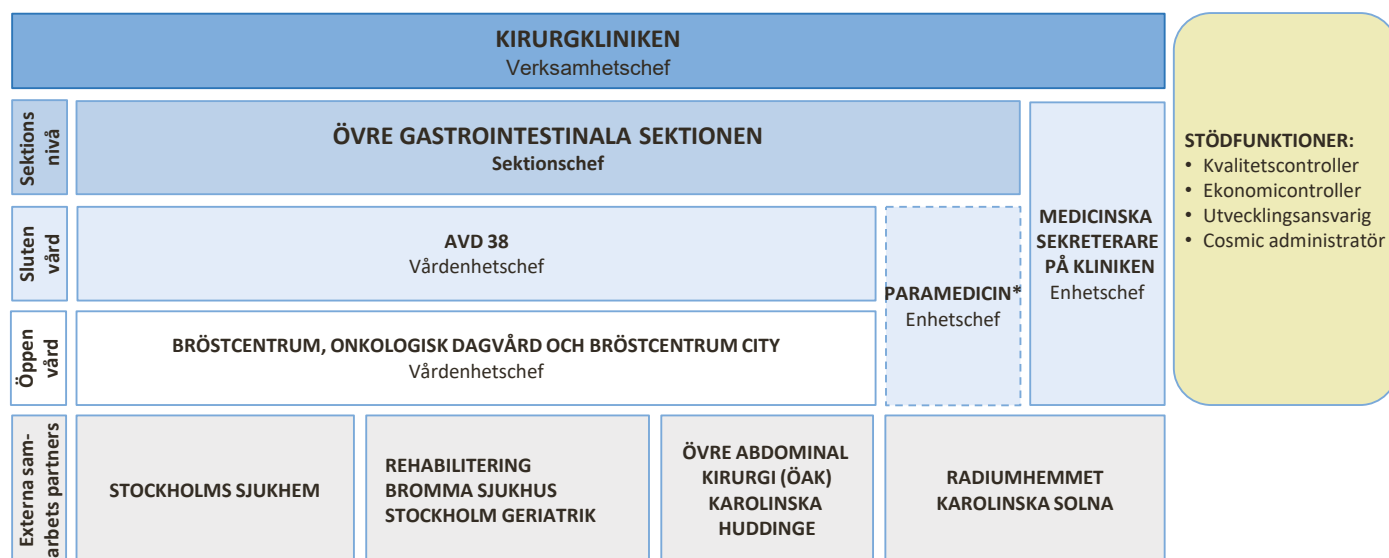 KIRURGKLINIKEN
Verksamhetschef
Sektions
nivå
ÖVRE GASTROINTESTINALA SEKTIONEN
Sektionschef
Sluten
vård
AVD 38
Vårdenhetschef
PARAMEDICIN*
Enhetschef
MEDICINSKA
SEKRETERARE
PÅ KLINIKEN
Enhetschef
Öppen
vård
BRÖSTCENTRUM, ONKOLOGISK DAGVÅRD OCH BRÖSTCENTRUM CITY
Vårdenhetschef
Externa sam-
arbets partners
STOCKHOLMS SJUKHEM
REHABILITERING
BROMMA SJUKHUS
STOCKHOLM GERIATRIK
ÖVRE ABDOMINAL
KIRURGI (ÖAK)
KAROLINSKA
HUDDINGE
RADIUMHEMMET
KAROLINSKA SOLNA
STÖDFUNKTIONER:
• Kvalitetscontroller
• Ekonomicontroller
• Utvecklingsansvarig
• Cosmic administratör